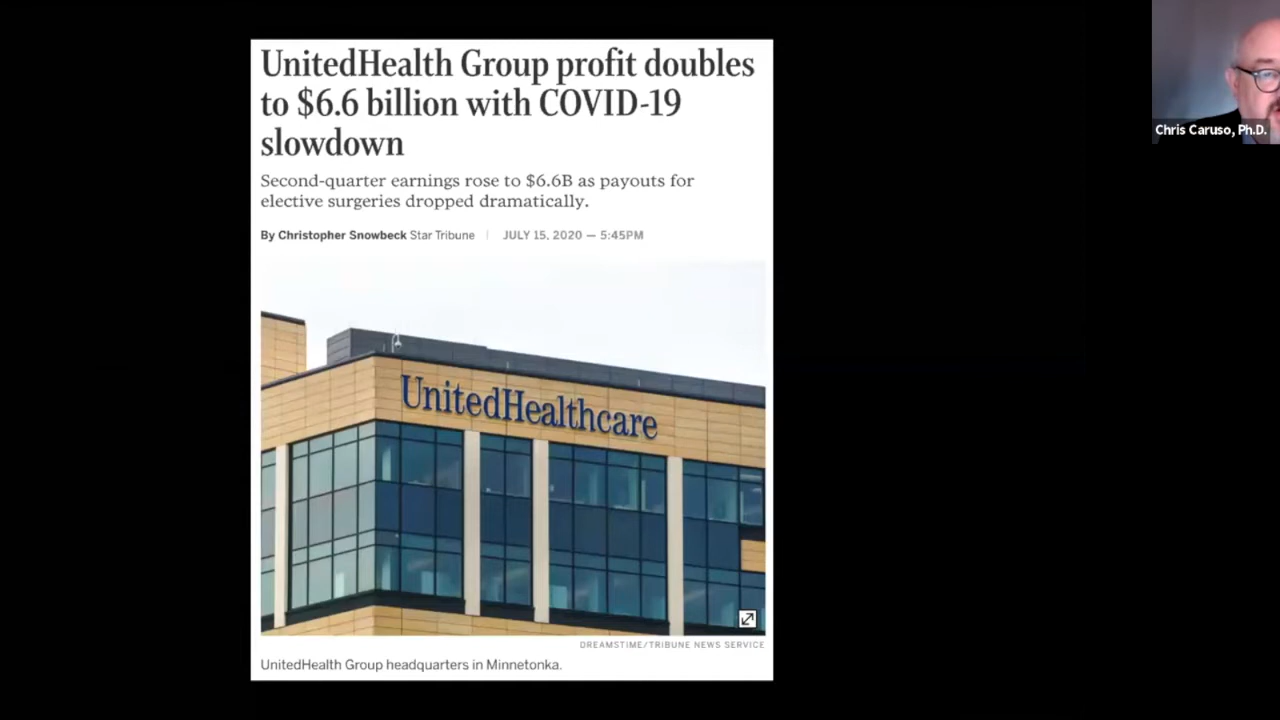 UnitedHealth Group profit doubles
to $6.6 billion with COVID-19
slowdown
Second-quarter earnings rose to $6.6B as payouts for
elective surgeries dropped dramatically.
By Christopher Snowbeck Star Tribune | JULY 15, 2020 — 5:45PM
UnitedHealthcare
DREAMSTIME/TRIBUNE NEWS SERVICE
UnitedHealth Group headquarters in Minnetonka.
Chris Caruso, Ph.D.